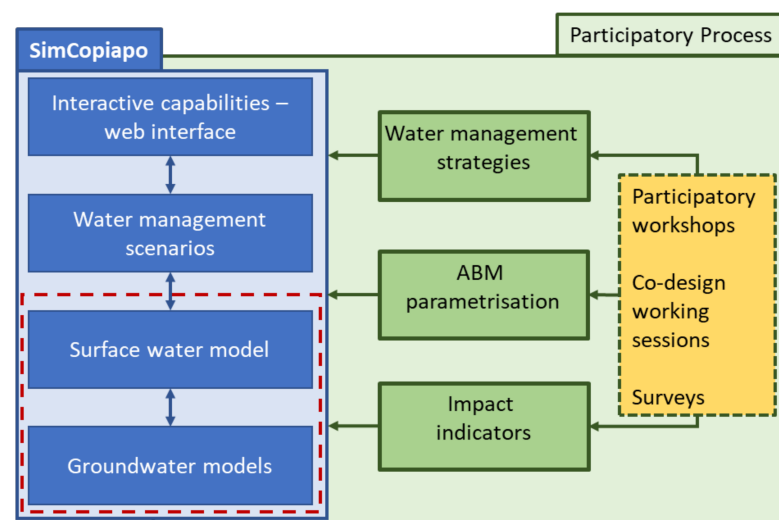 SimCopiapo
Participatory Process
Interactive capabilities –
web interface
Water management
scenarios
Surface water model
Groundwater models
Water management
strategies
ABM
parametrisation
Impact
indicators
Participatory
workshops
Co-design
working
sessions
Surveys